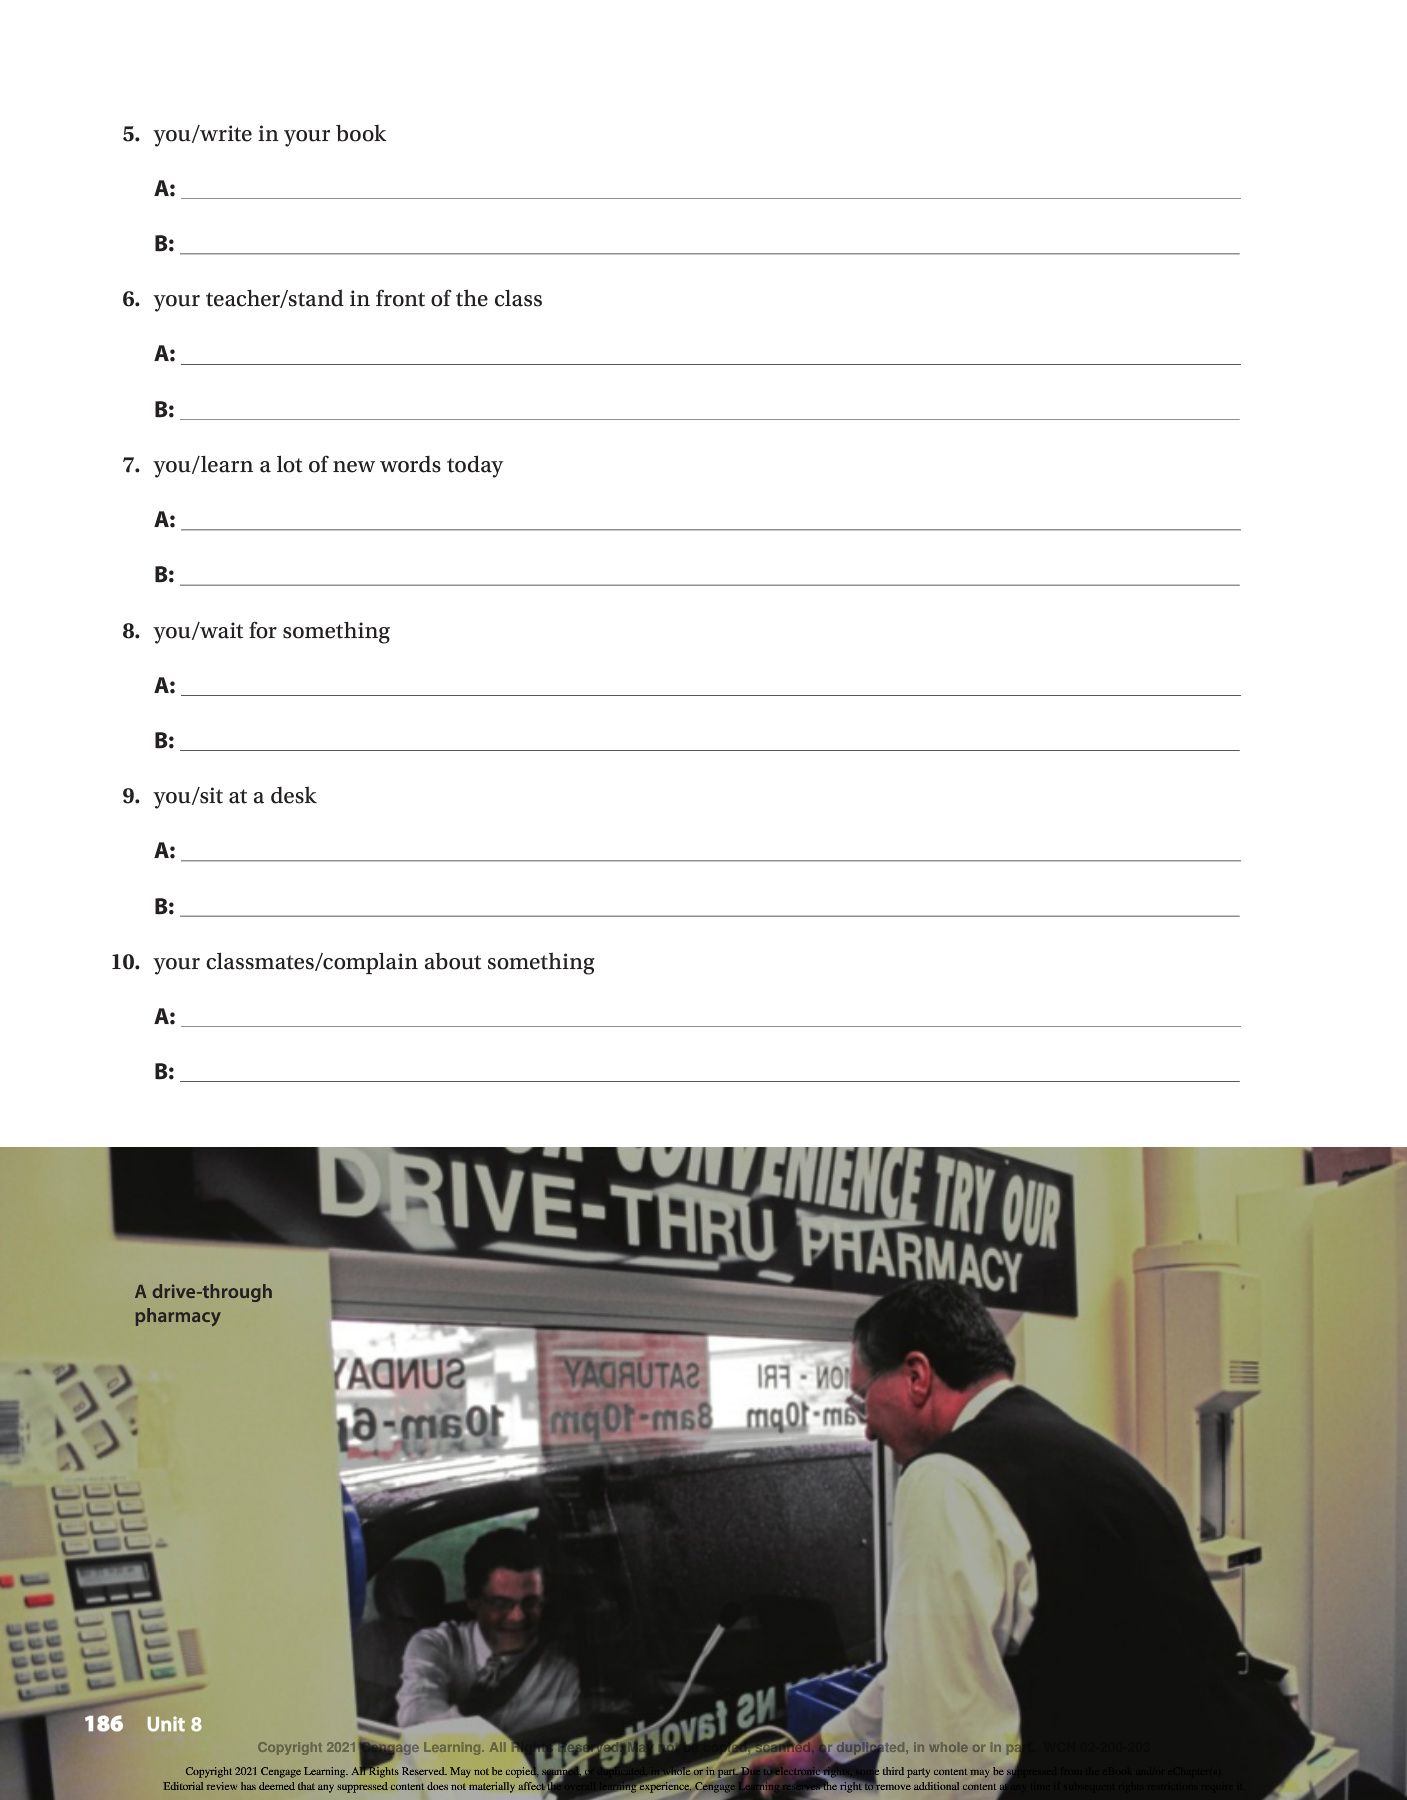 5. you/write in your book
A:
B:
6. your teacher/stand in front of the class
A:
B:
7. you/learn a lot of new words today
A:
B:
8. you/wait for something
A:
B:
9. you/sit at a desk
A:
B:
10. your classmates/complain about something
A:
B:
CONVENIENCE TRY OUR
DRIVE-THRU PHARMACY
A drive-through
pharmacy
SUNDAY SATURDAY MON - FRI
10am-6 8am-10pm am-10pm
186 Unit 8
Copyright 2021 Cengage Learning. All Rights Reserved. May not be copied, scanned, or duplicated, in whole or in part. WCN 02-200-203
Copyright 2021 Cengage Learning. All Rights Reserved. May not be copied, scanned, or duplicated, in whole or in part. Due to electronic rights, some third party content may be suppressed from the eBook and/or eChapter(s).
Editorial review has deemed that any suppressed content does not materially affect the overall learning experience. Cengage Learning reserves the right to remove additional content at any time if subsequent rights restrictions require it.